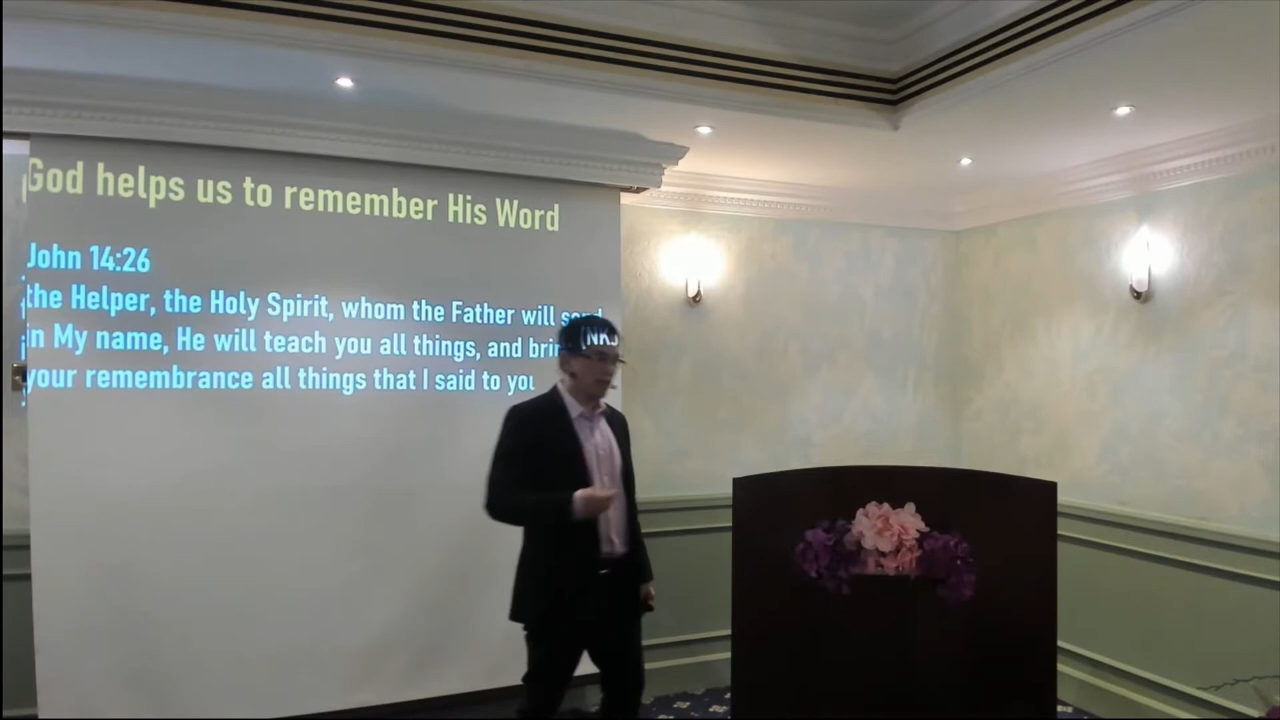 God helps us to remember His Word
John 14:26
the Helper, the Holy Spirit, whom the Father will send
in My name, He will teach you all things, and
your remembrance all things that I said to you
(NKJ